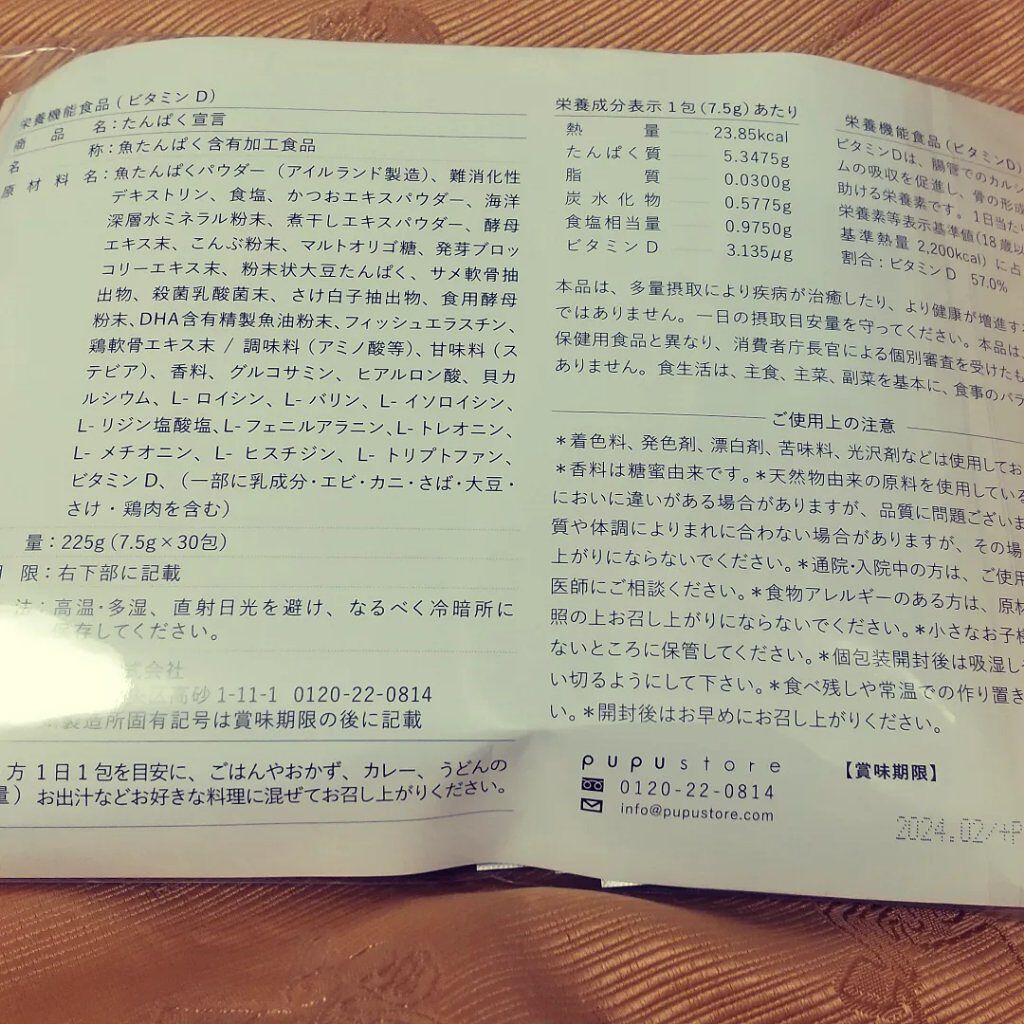 栄養機能食品(ビタミンD)
商品名:たんぱく宣言
名称:魚たんぱく含有加工食品
原材料名:魚たんぱくパウダー(アイルランド製造)、難消化性
デキストリン、食塩、かつおエキスパウダー、海洋
深層水ミネラル粉末、煮干しエキスパウダー、酵母
エキス末、こんぶ粉末、マルトオリゴ糖、発芽ブロッ
コリーエキス末、粉末状大豆たんぱく、サメ軟骨抽
出物、殺菌乳酸菌末、さけ白子抽出物、食用酵母
粉末、DHA含有精製魚油粉末、フィッシュエラスチン、
鶏軟骨エキス末 / 調味料(アミノ酸等)、甘味料(ス
テビア)、香料、グルコサミン、ヒアルロン酸、貝カ
ルシウム、L- ロイシン、L- バリン、L- イソロイシン、
L- リジン塩酸塩、L- フェニルアラニン、L- トレオニン、
L- メチオニン、L- ヒスチジン、L- トリプトファン、
ビタミンD、(一部に乳成分・エビ・カニ・さば・大豆・
さけ・鶏肉を含む)
量:225g(7.5g×30包)
限:右下部に記載
法:高温・多湿、直射日光を避け、なるべく冷暗所に
保存してください。
株式会社
高砂1-11-1 0120-22-0814
製造所固有記号は賞味期限の後に記載
方 1日1包を目安に、ごはんやおかず、カレー、うどんの
量) お出汁などお好きな料理に混ぜてお召し上がりください。
栄養成分表示 1包(7.5g)あたり
熱量 23.85kcal
たんぱく質 5.3475g
脂質 0.0300g
炭水化物 0.5775g
食塩相当量 0.9750g
ビタミンD 3.135μg
栄養機能食品(ビタミンD)
ビタミンDは、腸管でのカルシ
ムの吸収を促進し、骨の形成
助ける栄養素です。1日当たり
栄養素等表示基準値(18歳以
基準熱量 2,200kcal)に占
割合:ビタミンD 57.0%
本品は、多量摂取により疾病が治癒したり、より健康が増進する
ではありません。一日の摂取目安量を守ってください。本品は、
保健用食品と異なり、消費者庁長官による個別審査を受けたも
ありません。食生活は、主食、主菜、副菜を基本に、食事のバラ
ご使用上の注意
*着色料、発色剤、漂白剤、苦味料、光沢剤などは使用してお
*香料は糖蜜由来です。*天然物由来の原料を使用している
においに違いがある場合がありますが、品質に問題ございま
質や体調によりまれに合わない場合がありますが、その場
上がりにならないでください。*通院・入院中の方は、ご使用
医師にご相談ください。*食物アレルギーのある方は、原材
照の上お召し上がりにならないでください。*小さなお子様
ないところに保管してください。*個包装開封後は吸湿し
い切るようにして下さい。*食べ残しや常温での作り置き
い。*開封後はお早めにお召し上がりください。
pupustore
0120-22-0814
info@pupustore.com
【賞味期限】
2024.02/+P